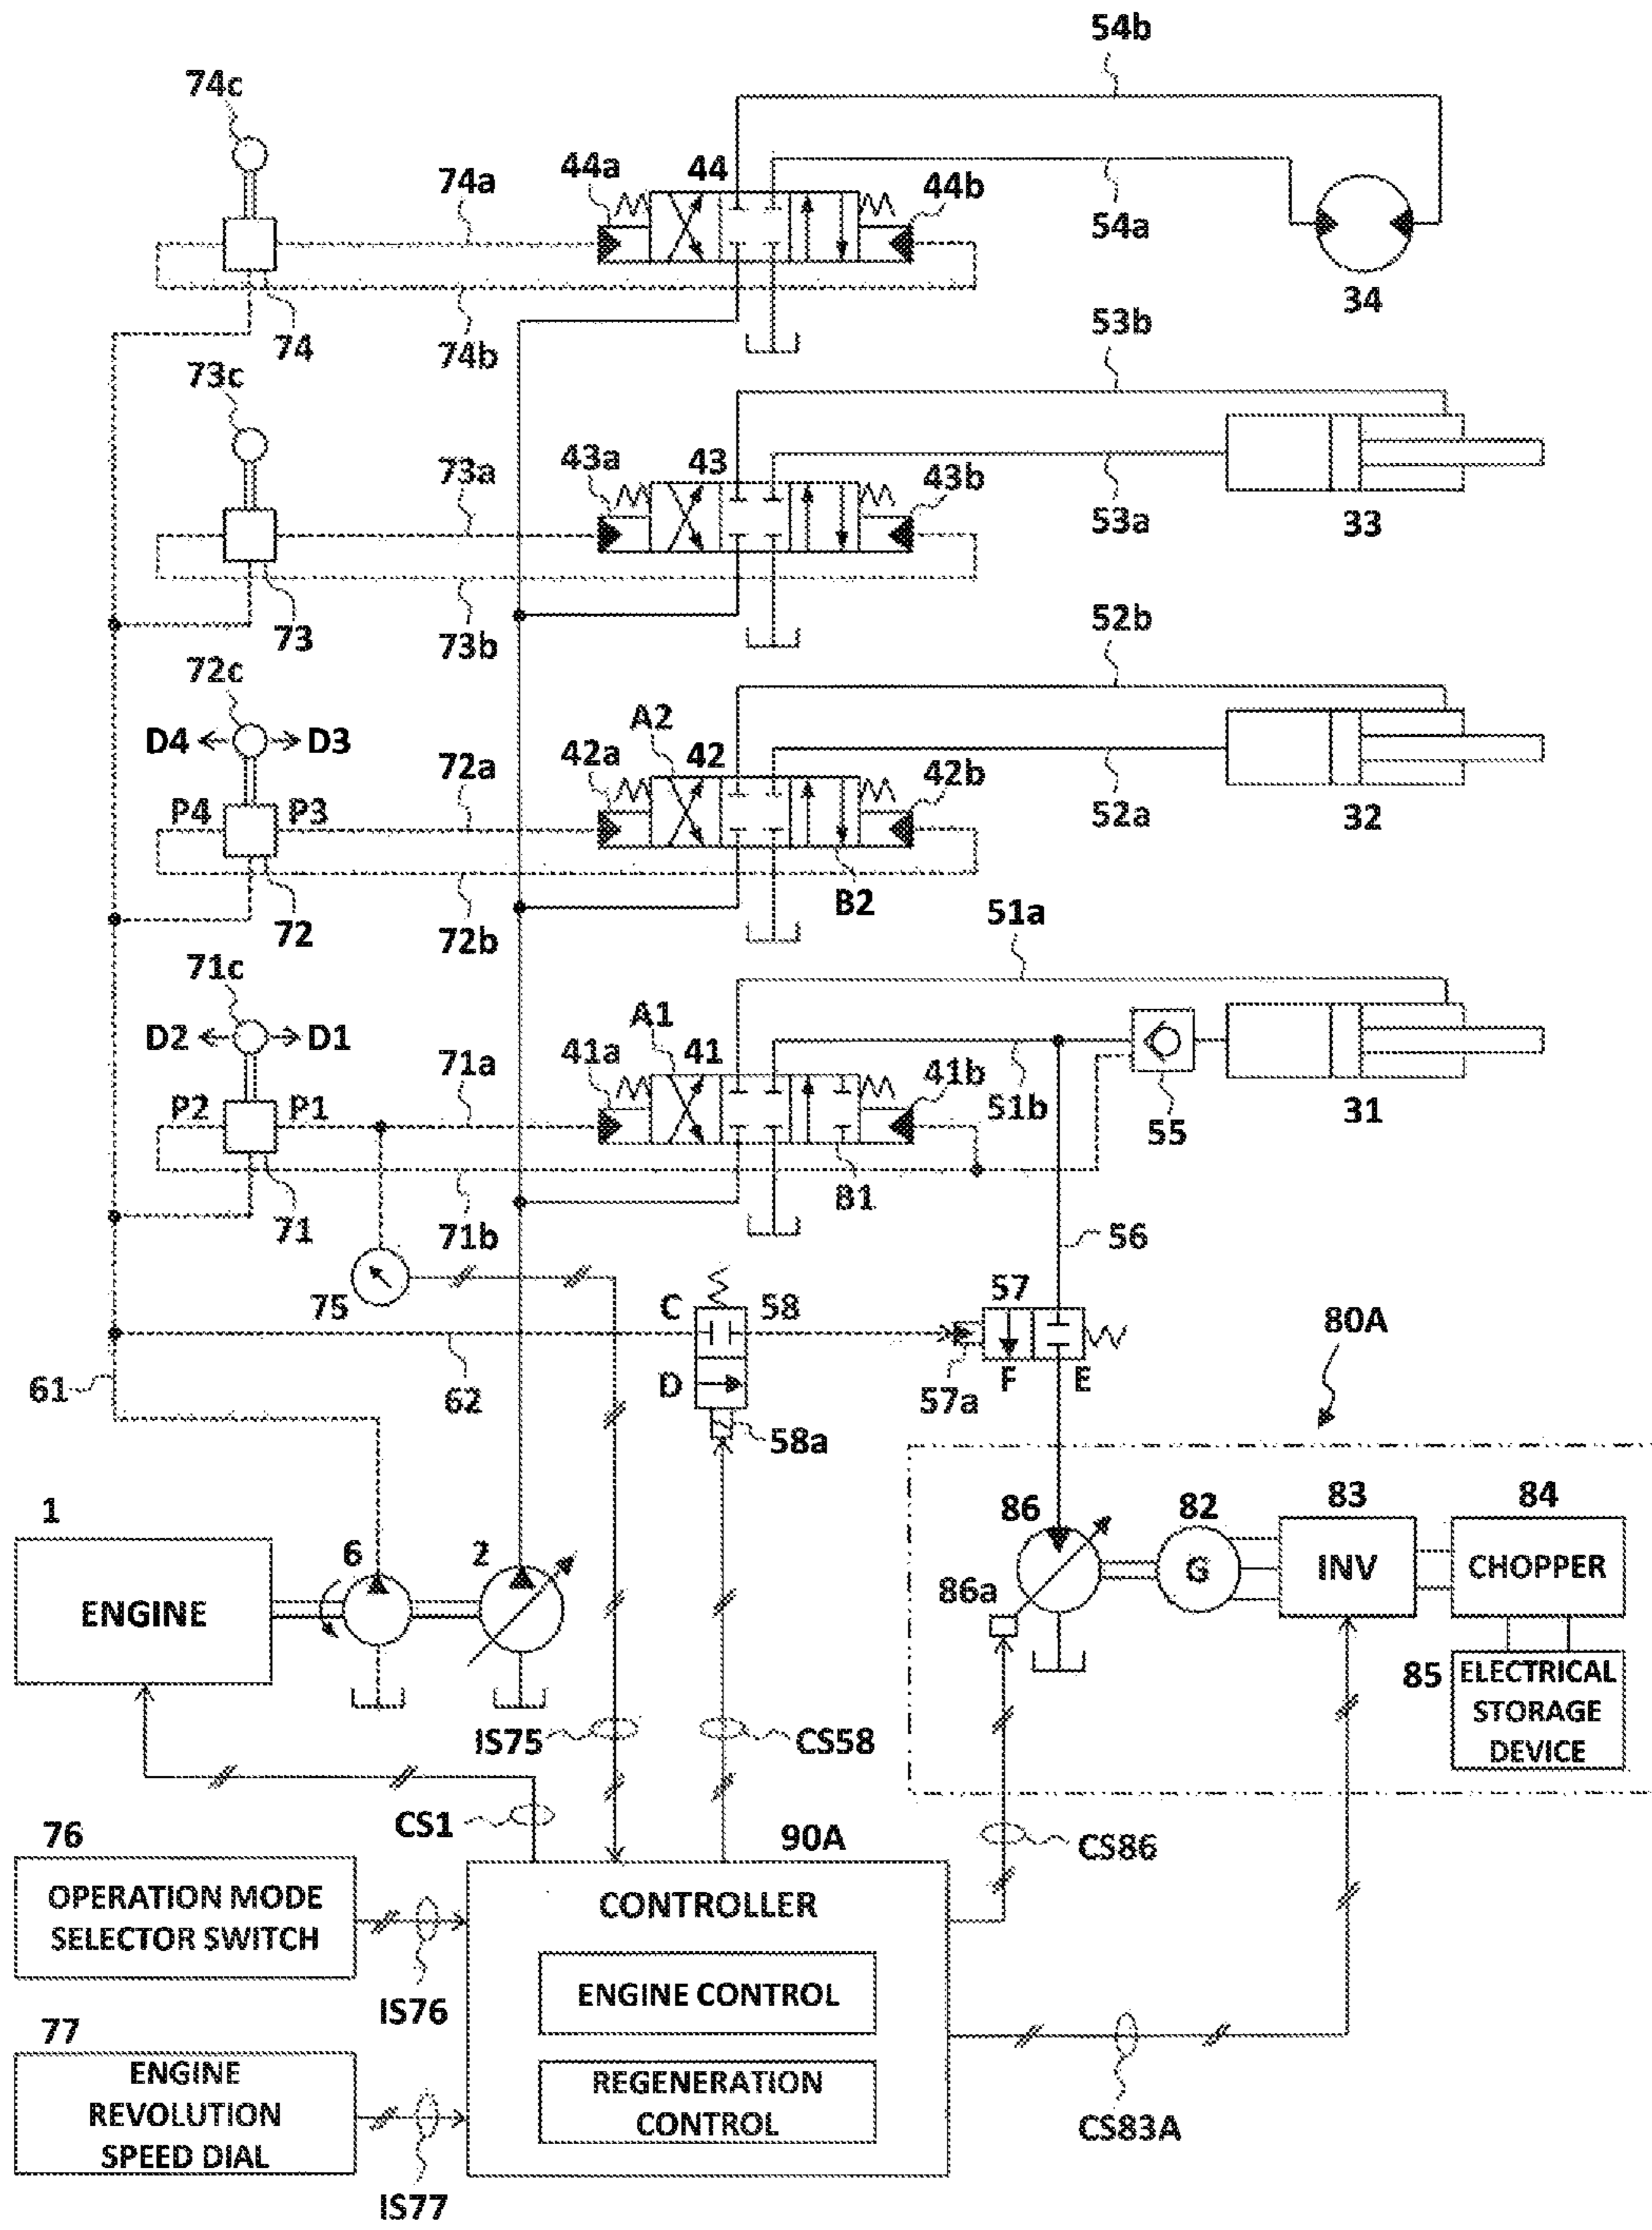 54b
74c
44a
44
74a
44b
54a
34
74
74b
53b
73c
43a
43
73a
43b
53a
33
73
73b
52b
72c
A2
D4
D3
42a
42
72a
42b
52a
32
P4
P3
B2
72
72b
51a
71c
A1
D2
D1
41a
41
71a
41b
51b
55
31
P2
P1
B1
71
71b
56
57
75
C
58
80A
61
62
D
57a
F
E
58a
1
6
2
86
82
83
84
ENGINE
86a
G
INV
CHOPPER
85
ELECTRICAL
STORAGE
DEVICE
IS75
CS58
CS1
76
90A
CS86
OPERATION MODE
SELECTOR SWITCH
CONTROLLER
IS76
ENGINE CONTROL
77
ENGINE
REVOLUTION
SPEED DIAL
REGENERATION
CONTROL
CS83A
IS77